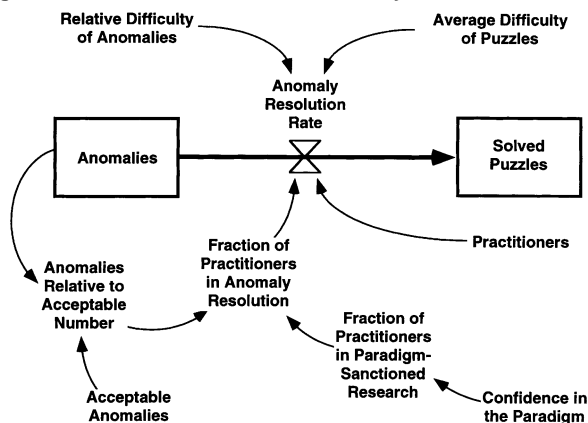 Relative Difficulty
of Anomalies
Average Difficulty
of Puzzles
Anomaly
Resolution
Rate
Anomalies
Solved
Puzzles
Practitioners
Fraction of
Practitioners
in Anomaly
Resolution
Anomalies
Relative to
Acceptable
Number
Fraction of
Practitioners
in Paradigm-
Sanctioned
Research
Acceptable
Anomalies
Confidence in
the Paradigm